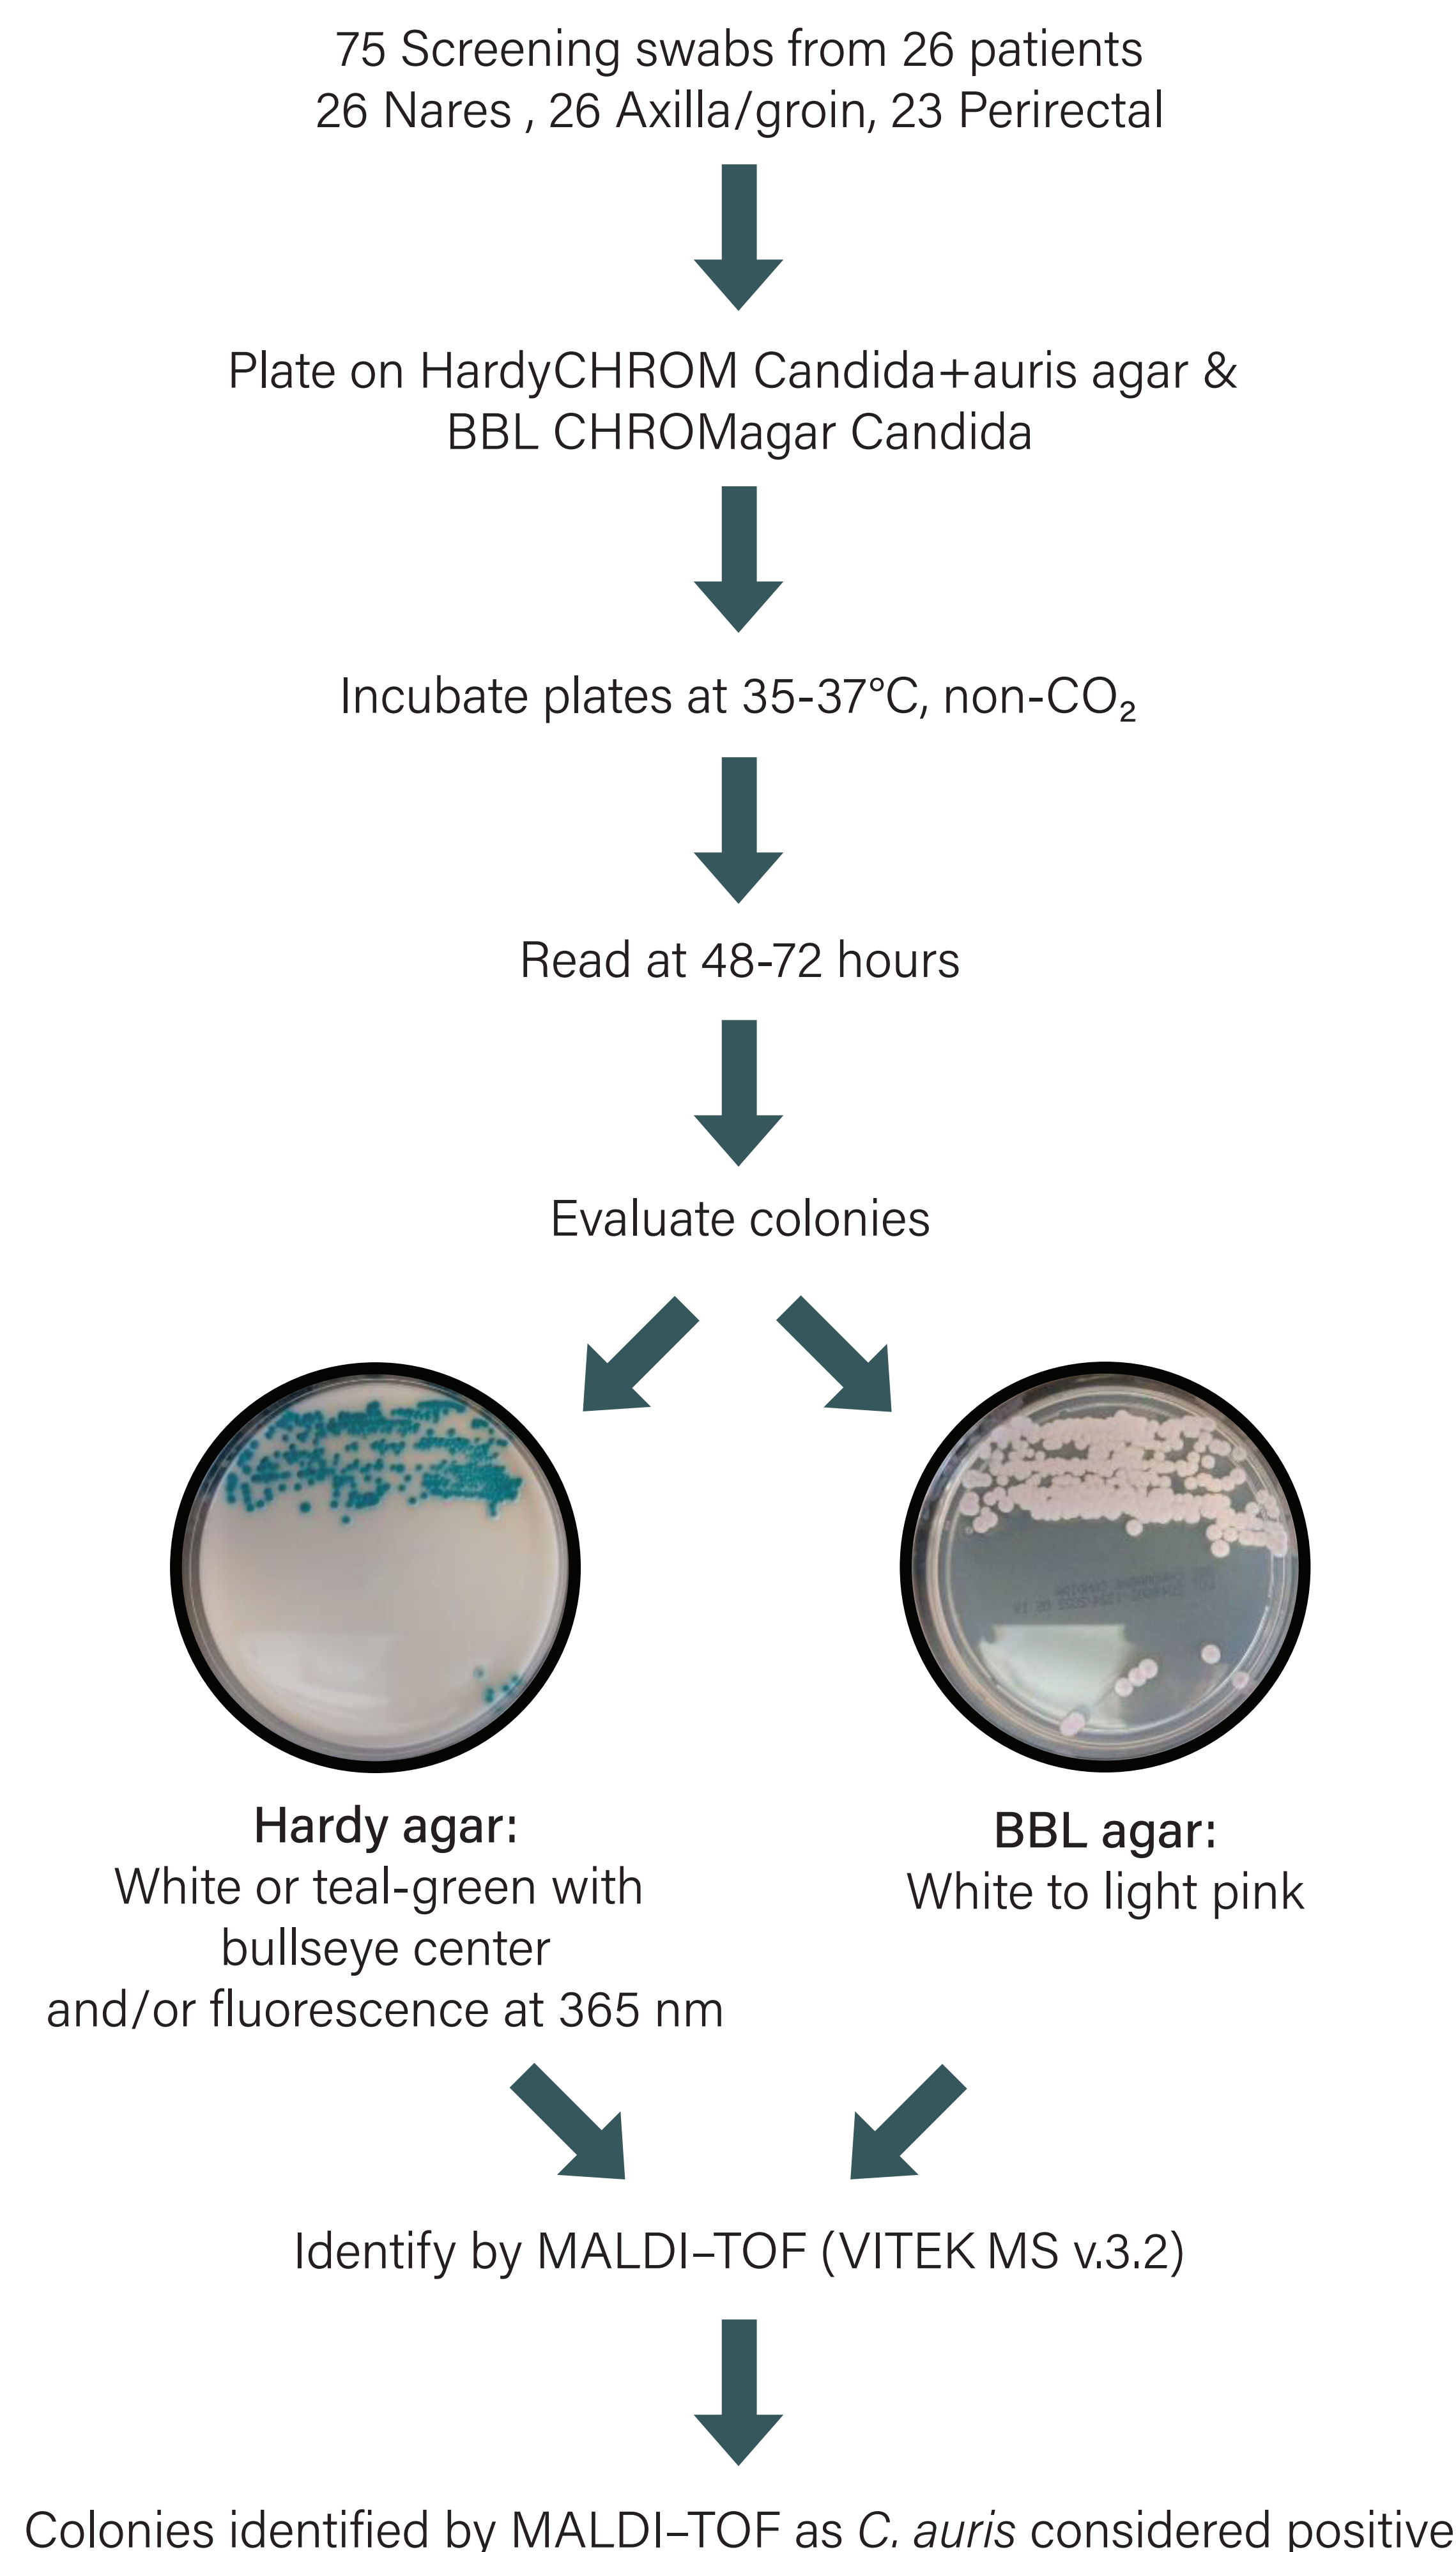 75 Screening swabs from 26 patients
26 Nares , 26 Axilla/groin, 23 Perirectal
Plate on HardyCHROM Candida+auris agar &
BBL CHROMagar Candida
Incubate plates at 35-37°C, non-CO₂
Read at 48-72 hours
Evaluate colonies
Hardy agar:
White or teal-green with
bullseye center
and/or fluorescence at 365 nm
BBL agar:
White to light pink
Identify by MALDI–TOF (VITEK MS v.3.2)
Colonies identified by MALDI–TOF as C. auris considered positive